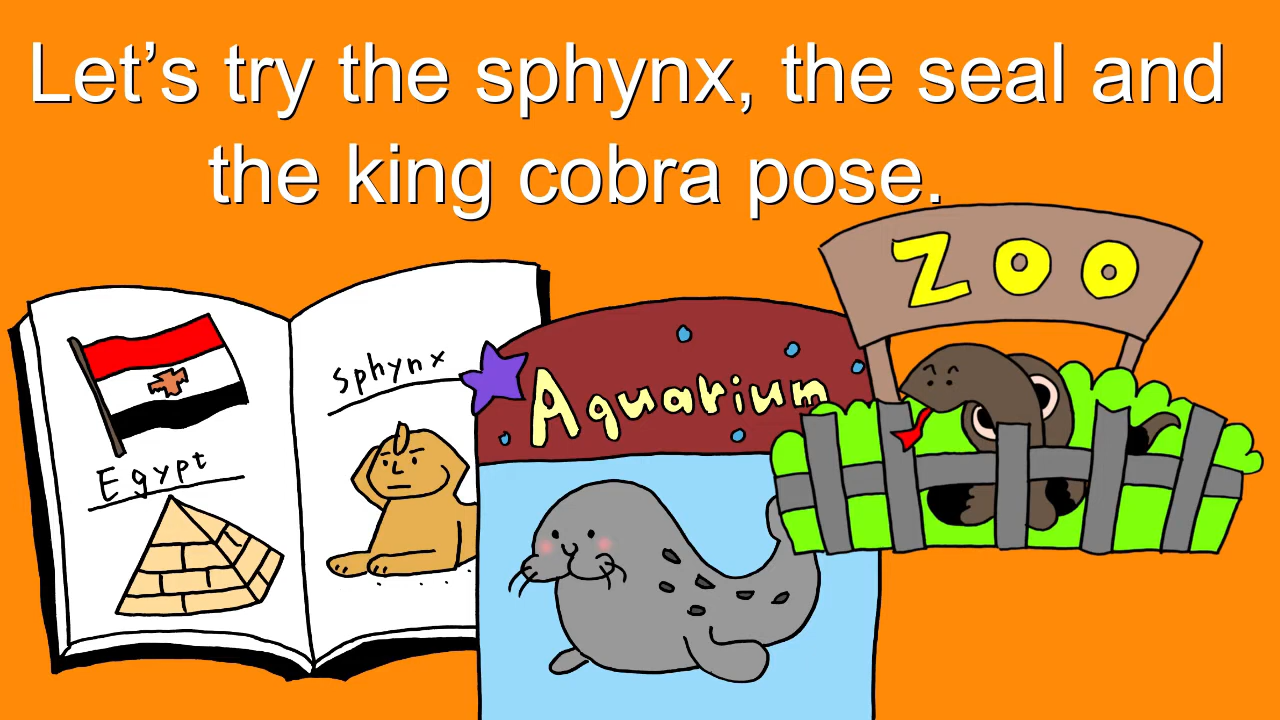 Let’s try the sphynx, the seal and
the king cobra pose.
ZOO
Sphynx
Aquarium
Egypt